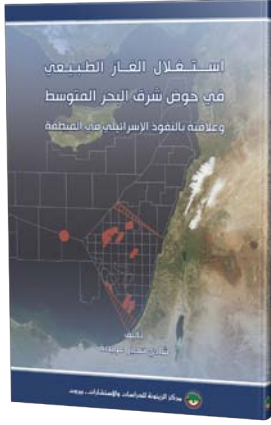 استغلال الغاز الطبيعي
في حوض شرق البحر المتوسط
وعلاقته بالنفوذ الإسرائيلي في المنطقة
تأليف
مركز الزيتونة للدراسات والاستشارات - بيروت